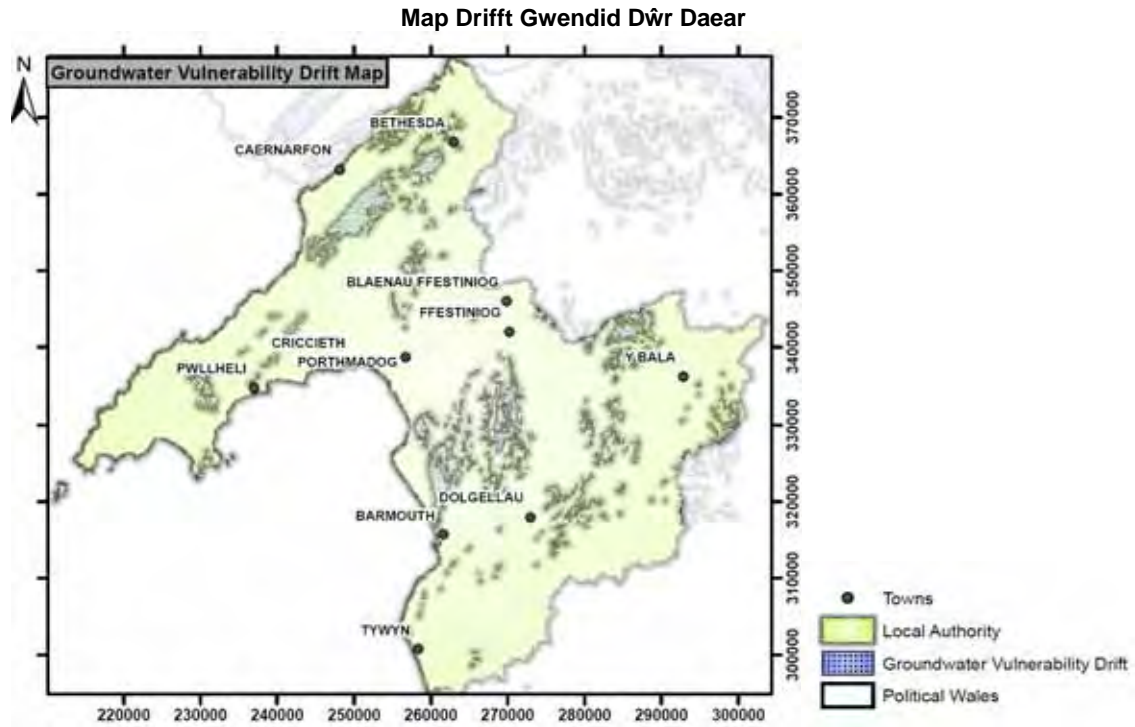 Map Drifft Gwendid Dŵr Daear
N
Groundwater Vulnerability Drift Map
BETHESDA
CAERNARFON
BLAENAU FFESTINIOG
FFESTINIOG
CRICCIETH
PORTHMADOG
Y BALA
PWLLHELI
DOLGELLAU
BARMOUTH
TYWYN
370000
360000
350000
340000
330000
320000
310000
300000
220000 230000 240000 250000 260000 270000 280000 290000 300000
Towns
Local Authority
Groundwater Vulnerability Drift
Political Wales